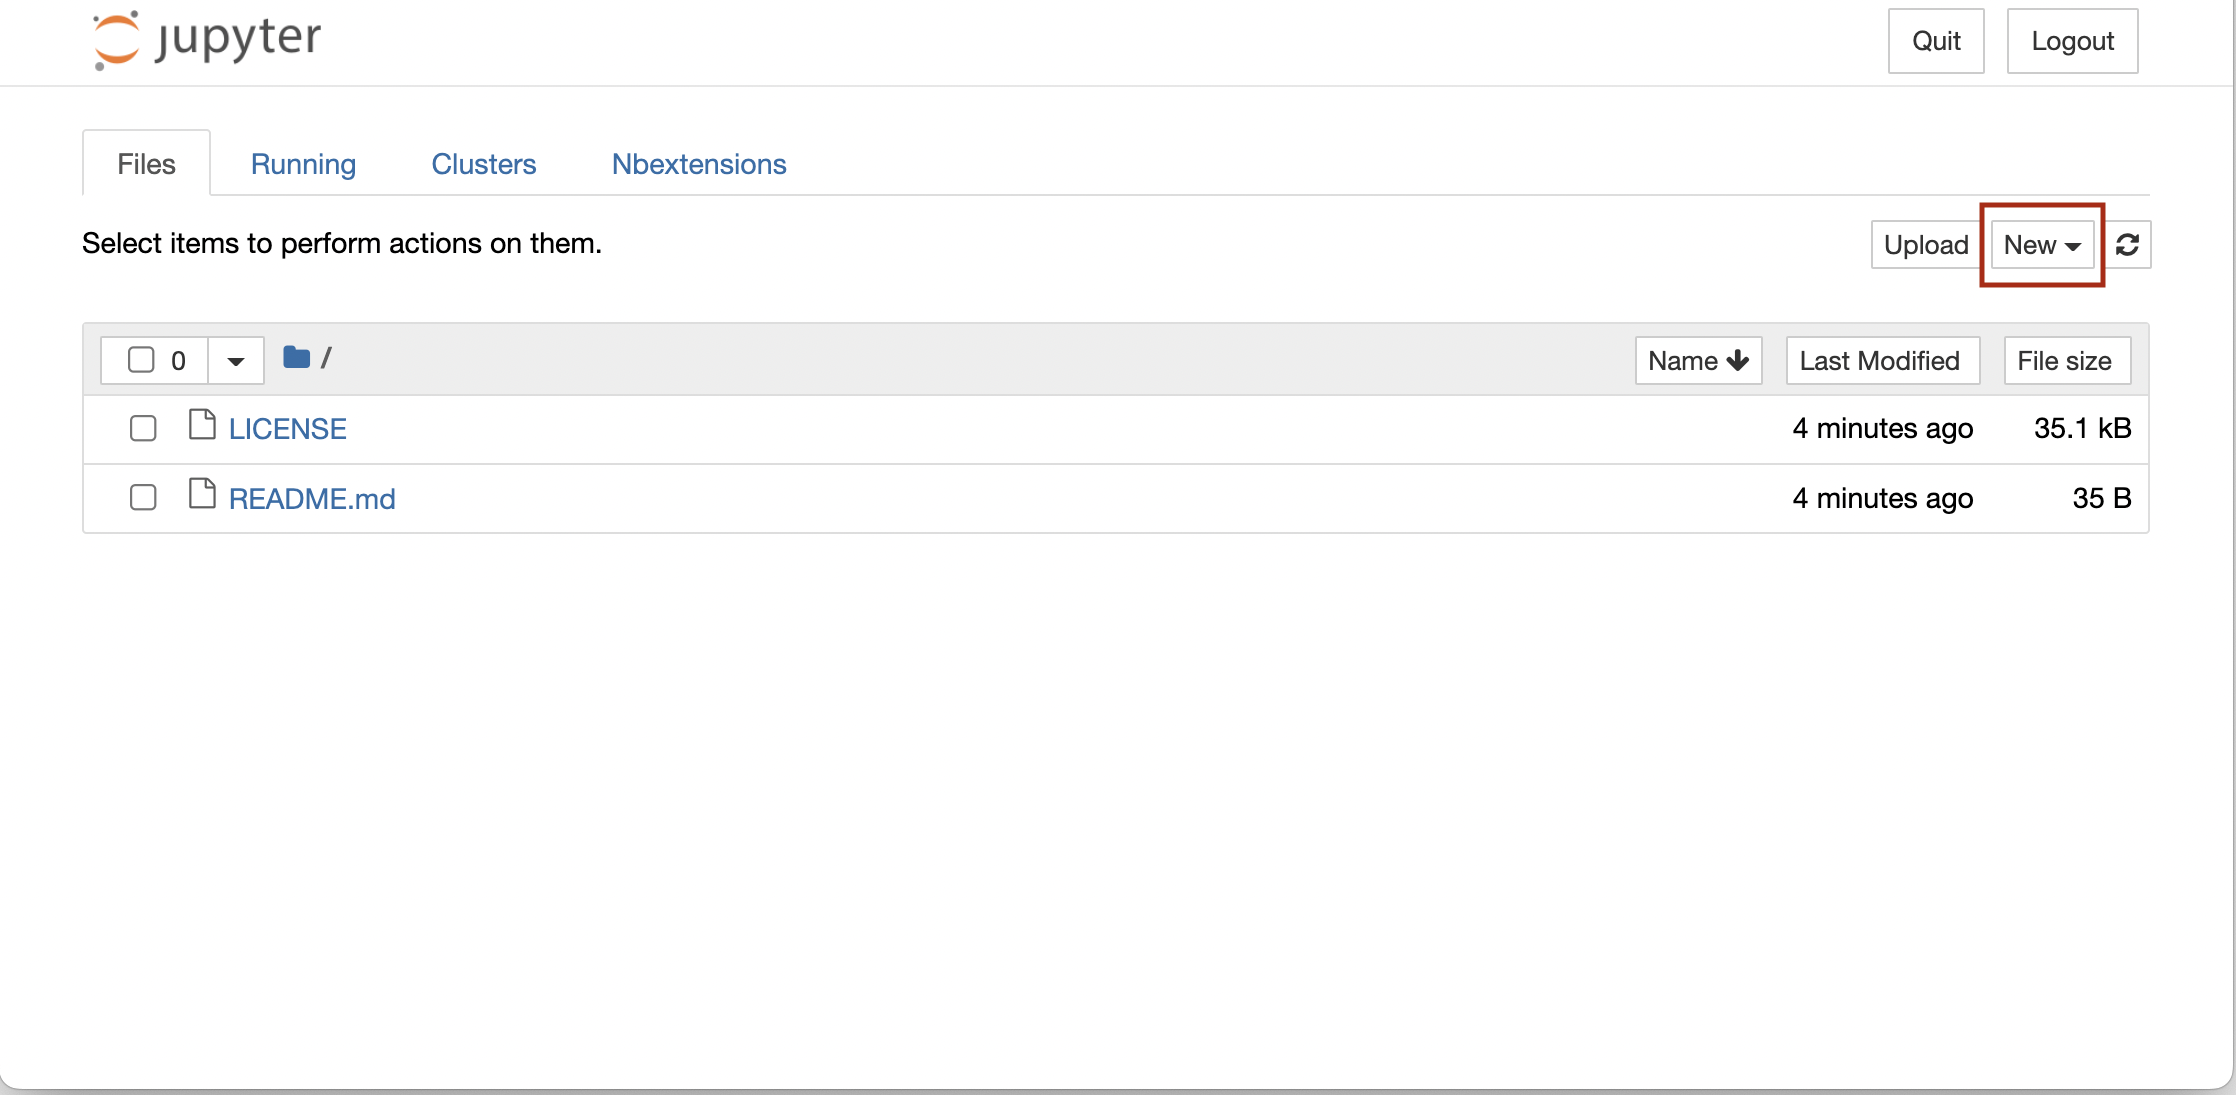 jupyter
Quit
Logout
Files
Running
Clusters
Nbextensions
Select items to perform actions on them.
Upload
New
0
/
Name
Last Modified
File size
LICENSE
4 minutes ago
35.1 kB
README.md
4 minutes ago
35 B